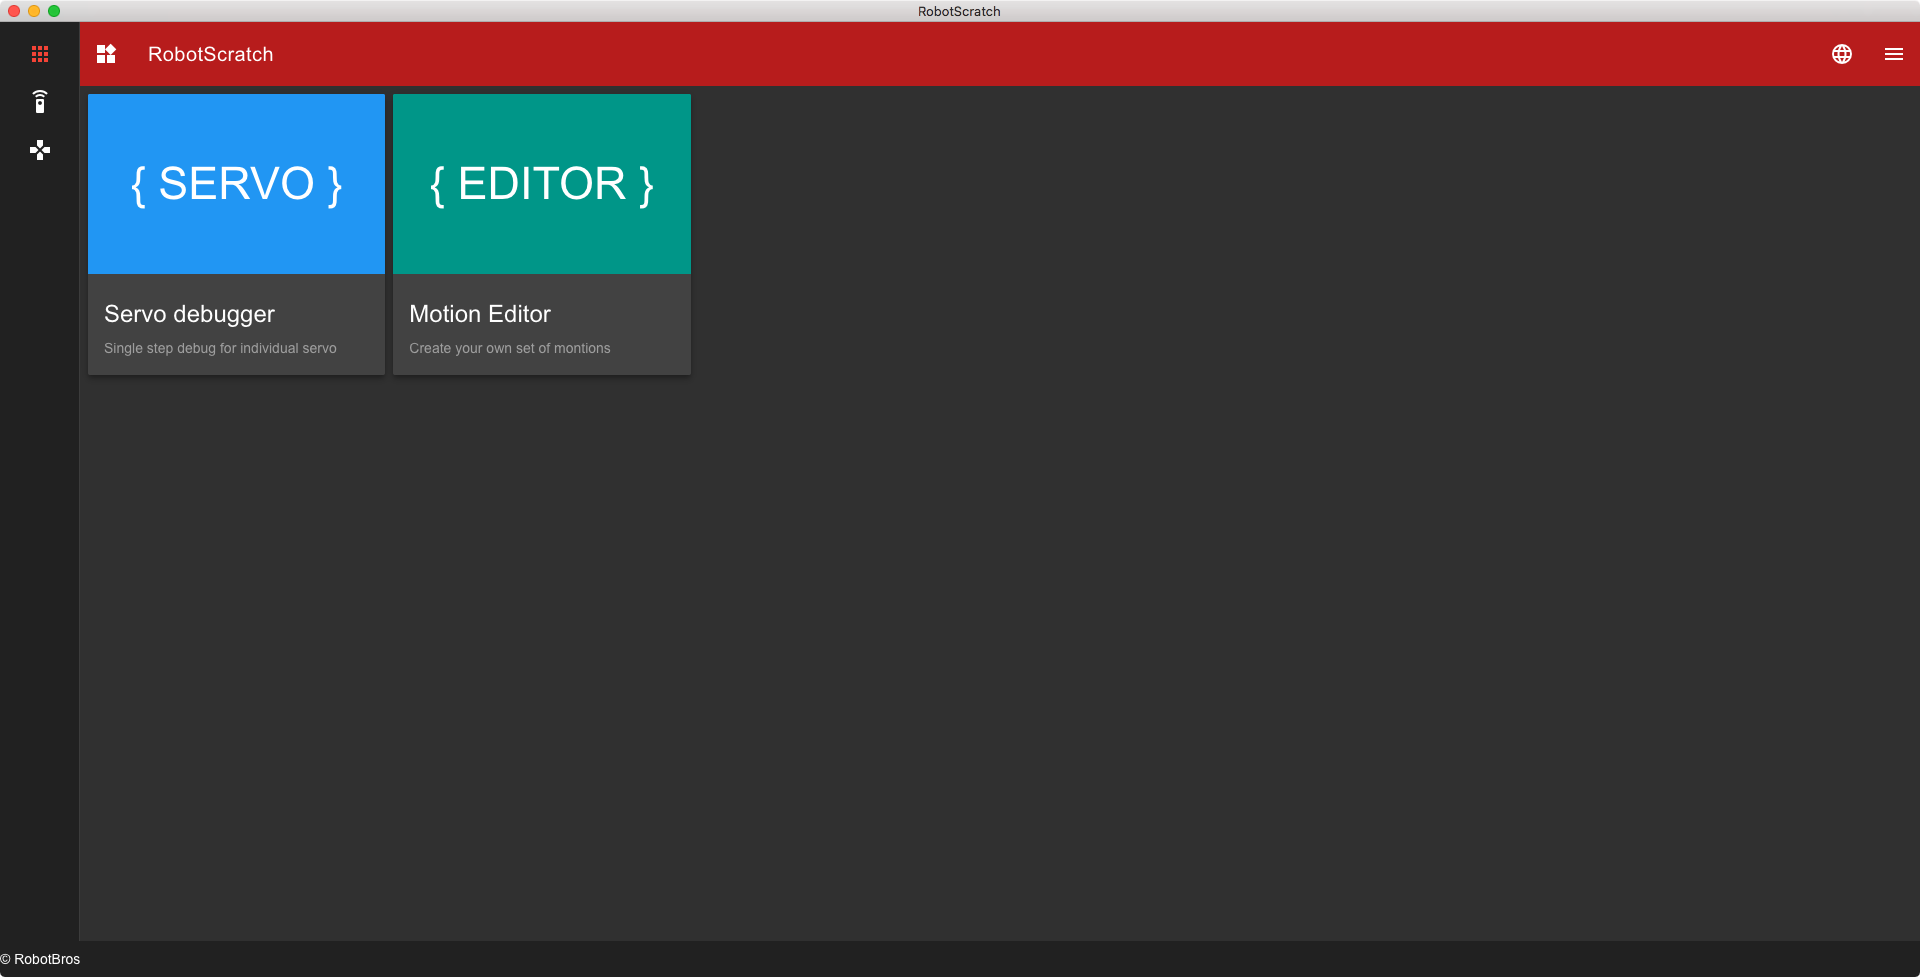 RobotScratch
RobotScratch
{ SERVO }
{ EDITOR }
Servo debugger
Single step debug for individual servo
Motion Editor
Create your own set of montions
© RobotBros